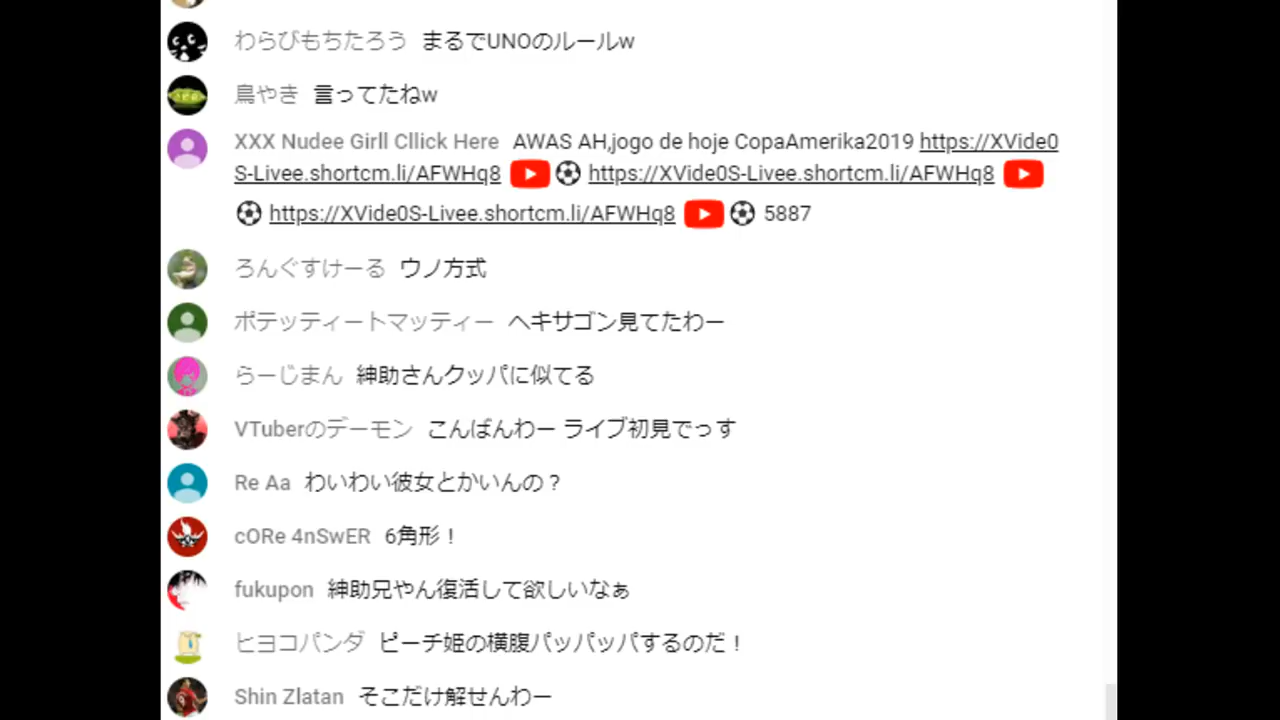 わらびもちたろう まるでUNOのルールw
鳥やき 言ってたねw
XXX Nudee Girll Cllick Here AWAS AH,jogo de hoje CopaAmerika2019 https://XVide0
S-Livee.shortcm.li/AFWHq8 ⚽ https://XVide0S-Livee.shortcm.li/AFWHq8
⚽ https://XVide0S-Livee.shortcm.li/AFWHq8 ⚽ 5887
ろんぐすけーる ウノ方式
ポテッティートマッティー ヘキサゴン見てたわー
らーじまん 紳助さんクッパに似てる
VTuberのデーモン こんばんわー ライブ初見でっす
Re Aa わいわい彼女とかいんの？
cORe 4nSwER 6角形！
fukupon 紳助兄やん復活して欲しいなぁ
ヒヨコパンダ ピーチ姫の横腹パッパッパするのだ！
Shin Zlatan そこだけ解せんわー